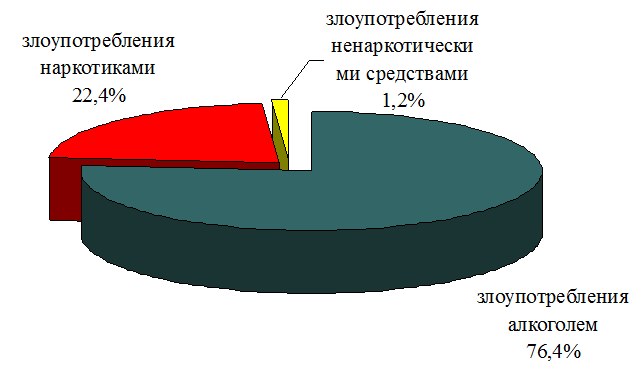 злоупотребления
наркотиками
22,4%
злоупотребления
ненаркотически
ми средствами
1,2%
злоупотребления
алкоголем
76,4%